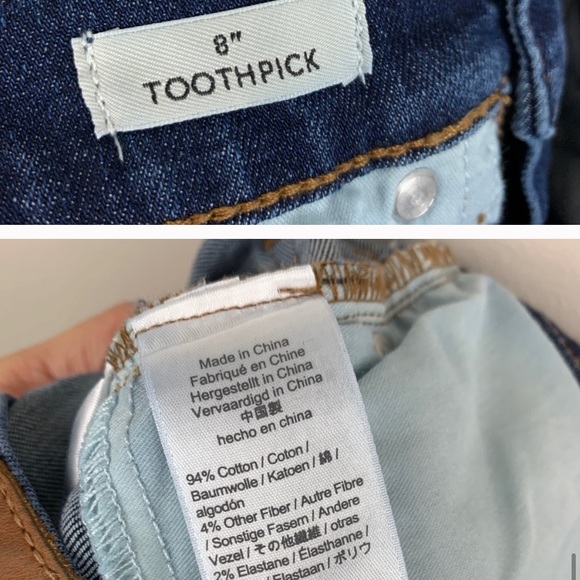 8"
TOOTHPICK
Made in China
Fabriqué en Chine
Hergestellt in China
Vervaardigd in China
中国製
hecho en china
94% Cotton / Coton /
Baumwolle / Katoen / 綿 /
algodón
4% Other Fiber / Autre Fibre
/ Sonstige Fasern / Andere
Vezel / その他繊維 / otras
2% Elastane / Élasthanne /
Elastaan / ポリウ